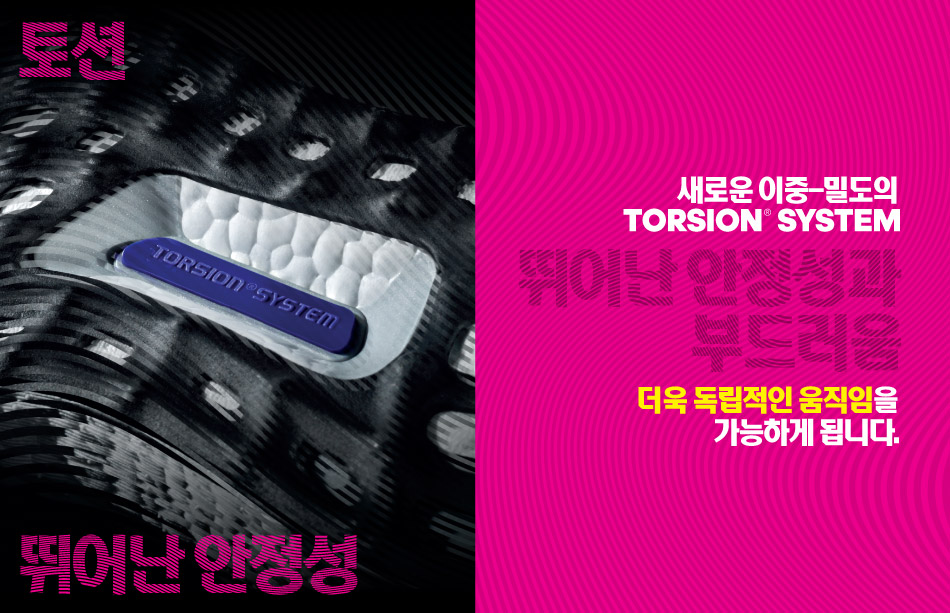 토션
TORSION® SYSTEM
뛰어난 안정성
새로운 이중-밀도의
TORSION® SYSTEM
뛰어난 안정성과
부드러움
더욱 독립적인 움직임을
가능하게 됩니다.